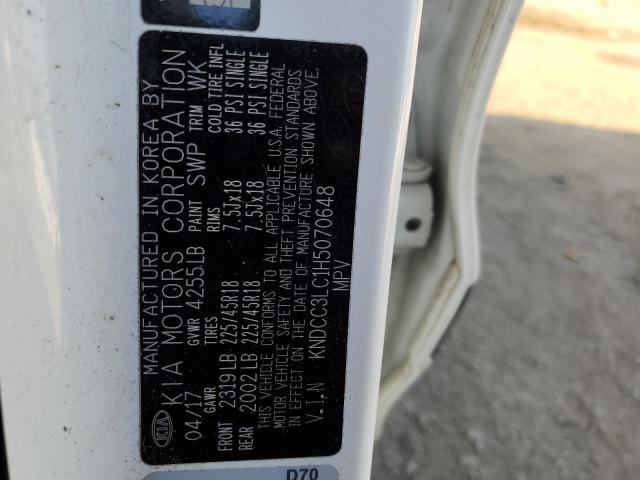 MANUFACTURED IN KOREA BY
KIA MOTORS CORPORATION
04/17 GVWR 4255LB PAINT SWP TRIM WK
GAWR TIRES RIMS COLD TIRE INFL
FRONT 2319LB 225/45R18 7.5Jx18 36 PSI SINGLE
REAR 2002LB 225/45R18 7.5Jx18 36 PSI SINGLE
THIS VEHICLE CONFORMS TO ALL APPLICABLE U.S.A. FEDERAL
MOTOR VEHICLE SAFETY AND THEFT PREVENTION STANDARDS
IN EFFECT ON THE DATE OF MANUFACTURE SHOWN ABOVE.
V.I.N KNDCC3LC1H5070648
MPV
KIA
D70